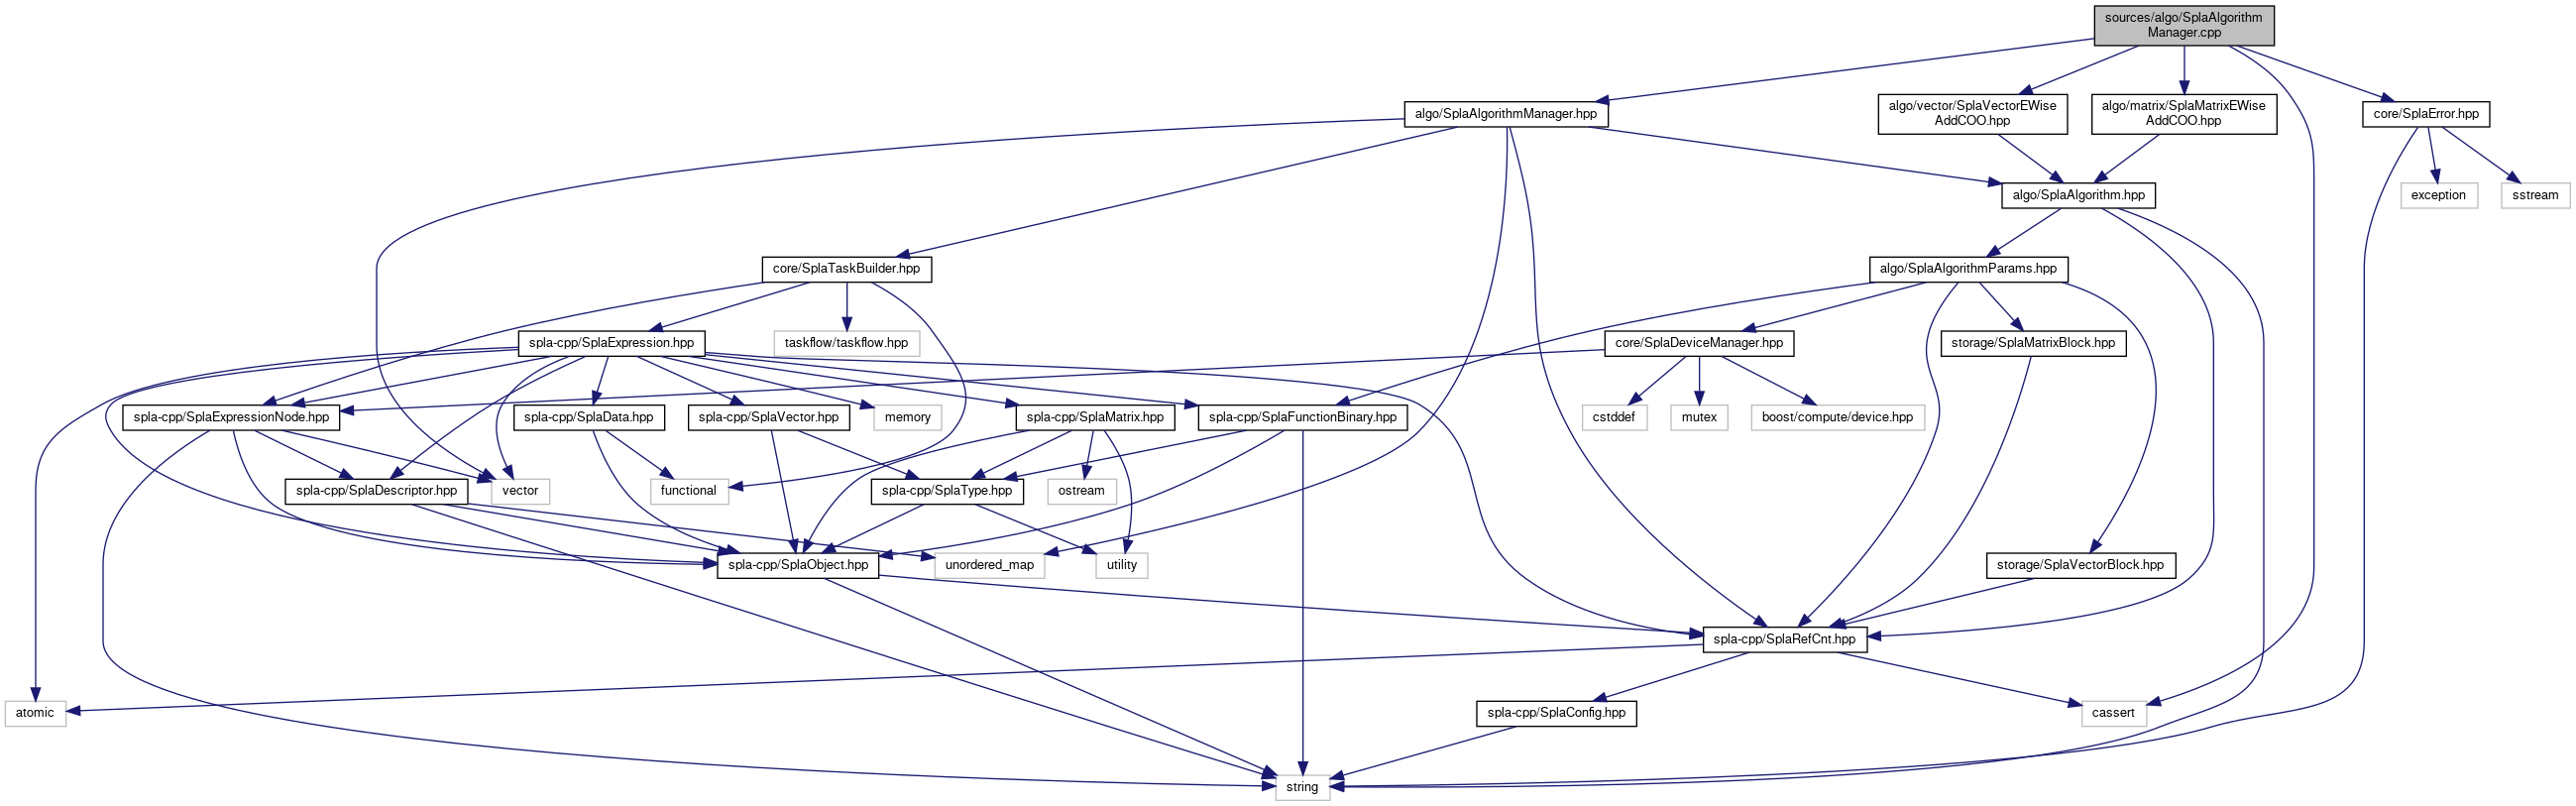 sources/algo/SplaAlgorithm
Manager.cpp
algo/SplaAlgorithmManager.hpp
algo/vector/SplaVectorEWise
AddCOO.hpp
algo/matrix/SplaMatrixEWise
AddCOO.hpp
core/SplaError.hpp
algo/SplaAlgorithm.hpp
exception
sstream
core/SplaTaskBuilder.hpp
algo/SplaAlgorithmParams.hpp
spla-cpp/SplaExpression.hpp
taskflow/taskflow.hpp
core/SplaDeviceManager.hpp
storage/SplaMatrixBlock.hpp
spla-cpp/SplaExpressionNode.hpp
spla-cpp/SplaData.hpp
spla-cpp/SplaVector.hpp
memory
spla-cpp/SplaMatrix.hpp
spla-cpp/SplaFunctionBinary.hpp
cstddef
mutex
boost/compute/device.hpp
spla-cpp/SplaDescriptor.hpp
vector
functional
spla-cpp/SplaType.hpp
ostream
spla-cpp/SplaObject.hpp
unordered_map
utility
storage/SplaVectorBlock.hpp
spla-cpp/SplaRefCnt.hpp
atomic
spla-cpp/SplaConfig.hpp
cassert
string